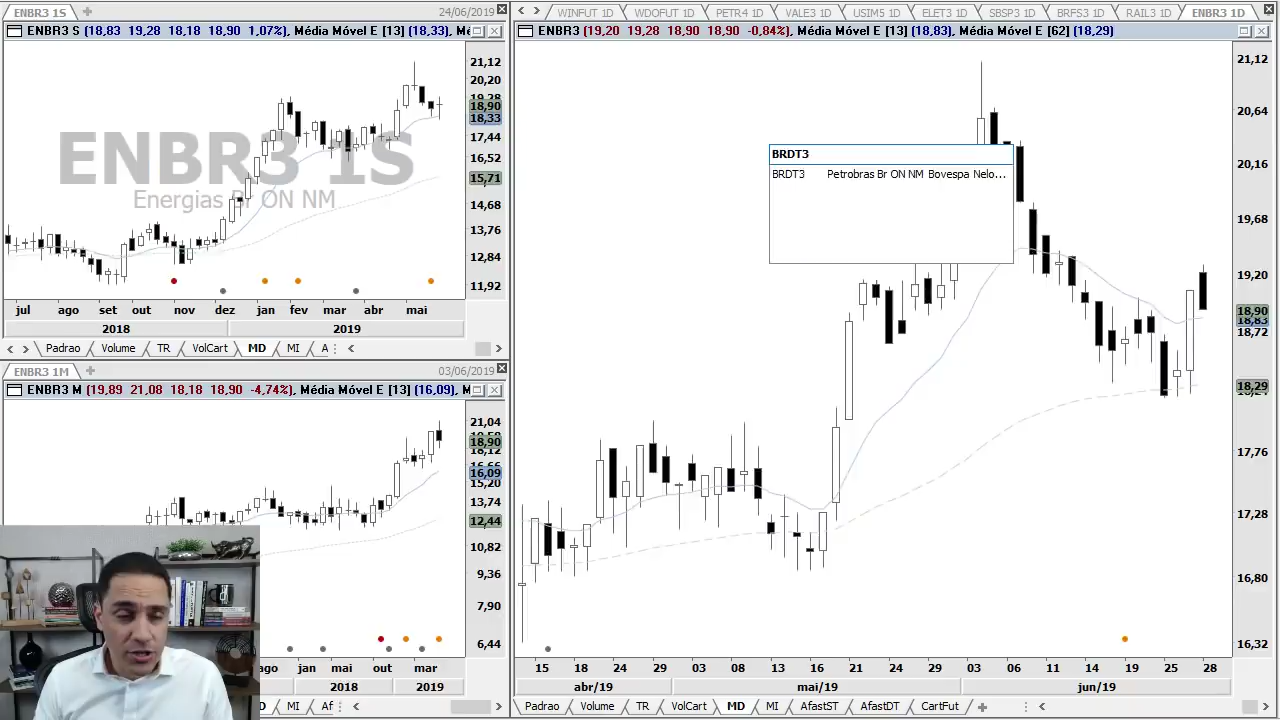 ENBR3 1S
24/06/2019
ENBR3 S (18,83 19,28 18,18 18,90 1,07%), Média Móvel E [13] (18,33), Mé
21,12
20,20
19,28
18,90
18,33
17,44
16,52
15,71
14,68
13,76
12,84
11,92
ENBR3 1S
Energias Br ON NM
jul ago set out nov dez jan fev mar abr mai
2018 2019
Padrao Volume TR VolCart MD MI A
ENBR3 1M
03/06/2019
ENBR3 M (19,89 21,08 18,18 18,90 -4,74%), Média Móvel E [13] (16,09), M
21,04
18,90
18,12
16,09
15,20
13,74
12,44
10,82
9,36
7,90
6,44
ago jan mai out mar
2018 2019
D MI Af
WINFUT 1D WDOFUT 1D PETR4 1D VALE3 1D USIM5 1D ELET3 1D SBSP3 1D BRFS3 1D RAIL3 1D ENBR3 1D
ENBR3 (19,20 19,28 18,90 18,90 -0,84%), Média Móvel E [13] (18,83), Média Móvel E [62] (18,29)
BRDT3
BRDT3 Petrobras Br ON NM Bovespa Nelo...
21,12
20,64
20,16
19,68
19,20
18,90
18,83
18,72
18,29
17,76
17,28
16,80
16,32
15 18 24 29 03 08 13 16 21 24 29 03 06 11 14 19 25 28
abr/19 mai/19 jun/19
Padrao Volume TR VolCart MD MI AfastST AfastDT CartFut